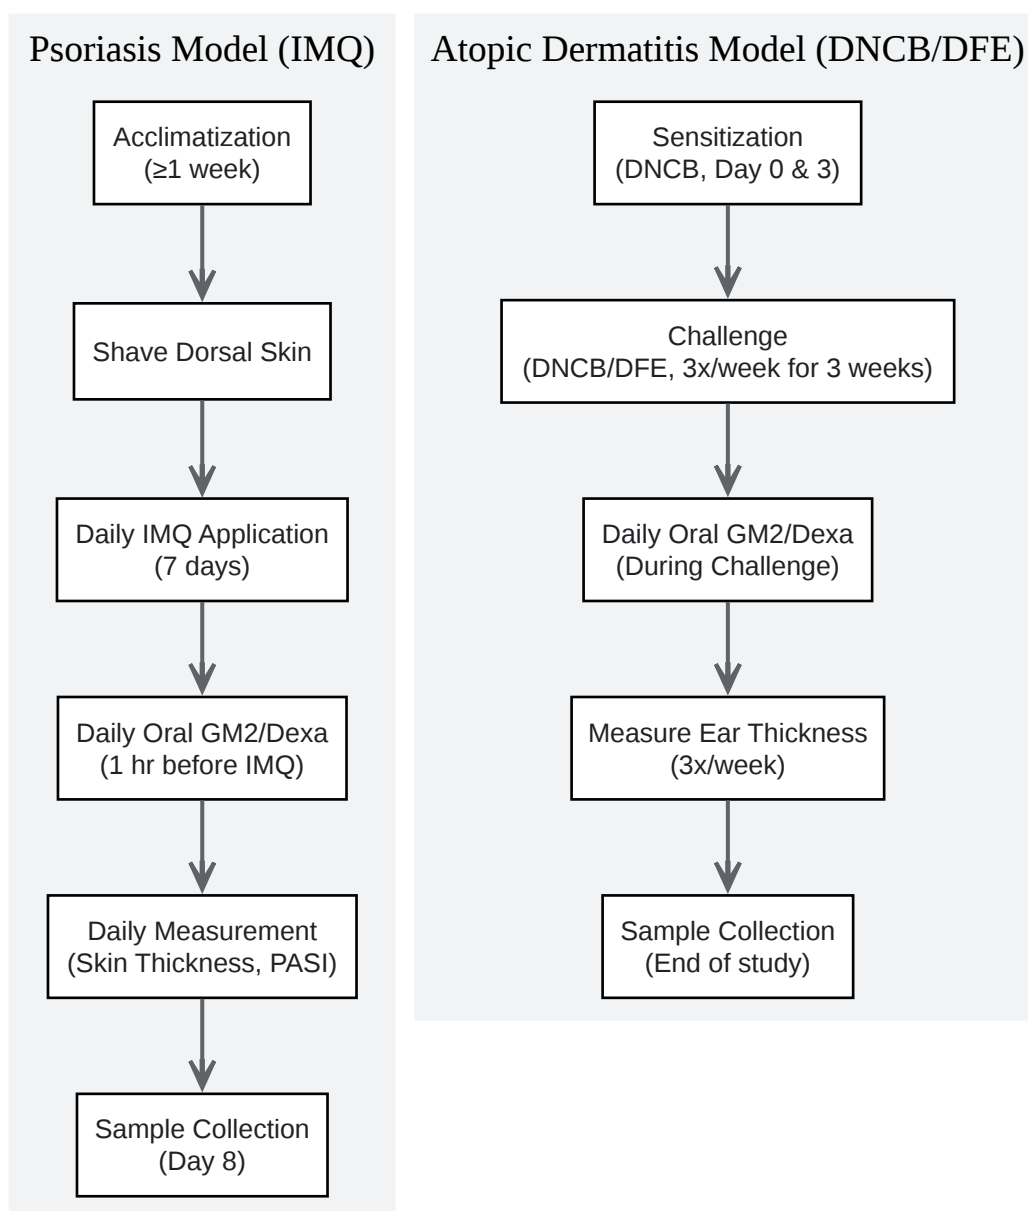 Psoriasis Model (IMQ)
Acclimatization
(≥1 week)
Shave Dorsal Skin
Daily IMQ Application
(7 days)
Daily Oral GM2/Dexa
(1 hr before IMQ)
Daily Measurement
(Skin Thickness, PASI)
Sample Collection
(Day 8)
Atopic Dermatitis Model (DNCB/DFE)
Sensitization
(DNCB, Day 0 & 3)
Challenge
(DNCB/DFE, 3x/week for 3 weeks)
Daily Oral GM2/Dexa
(During Challenge)
Measure Ear Thickness
(3x/week)
Sample Collection
(End of study)